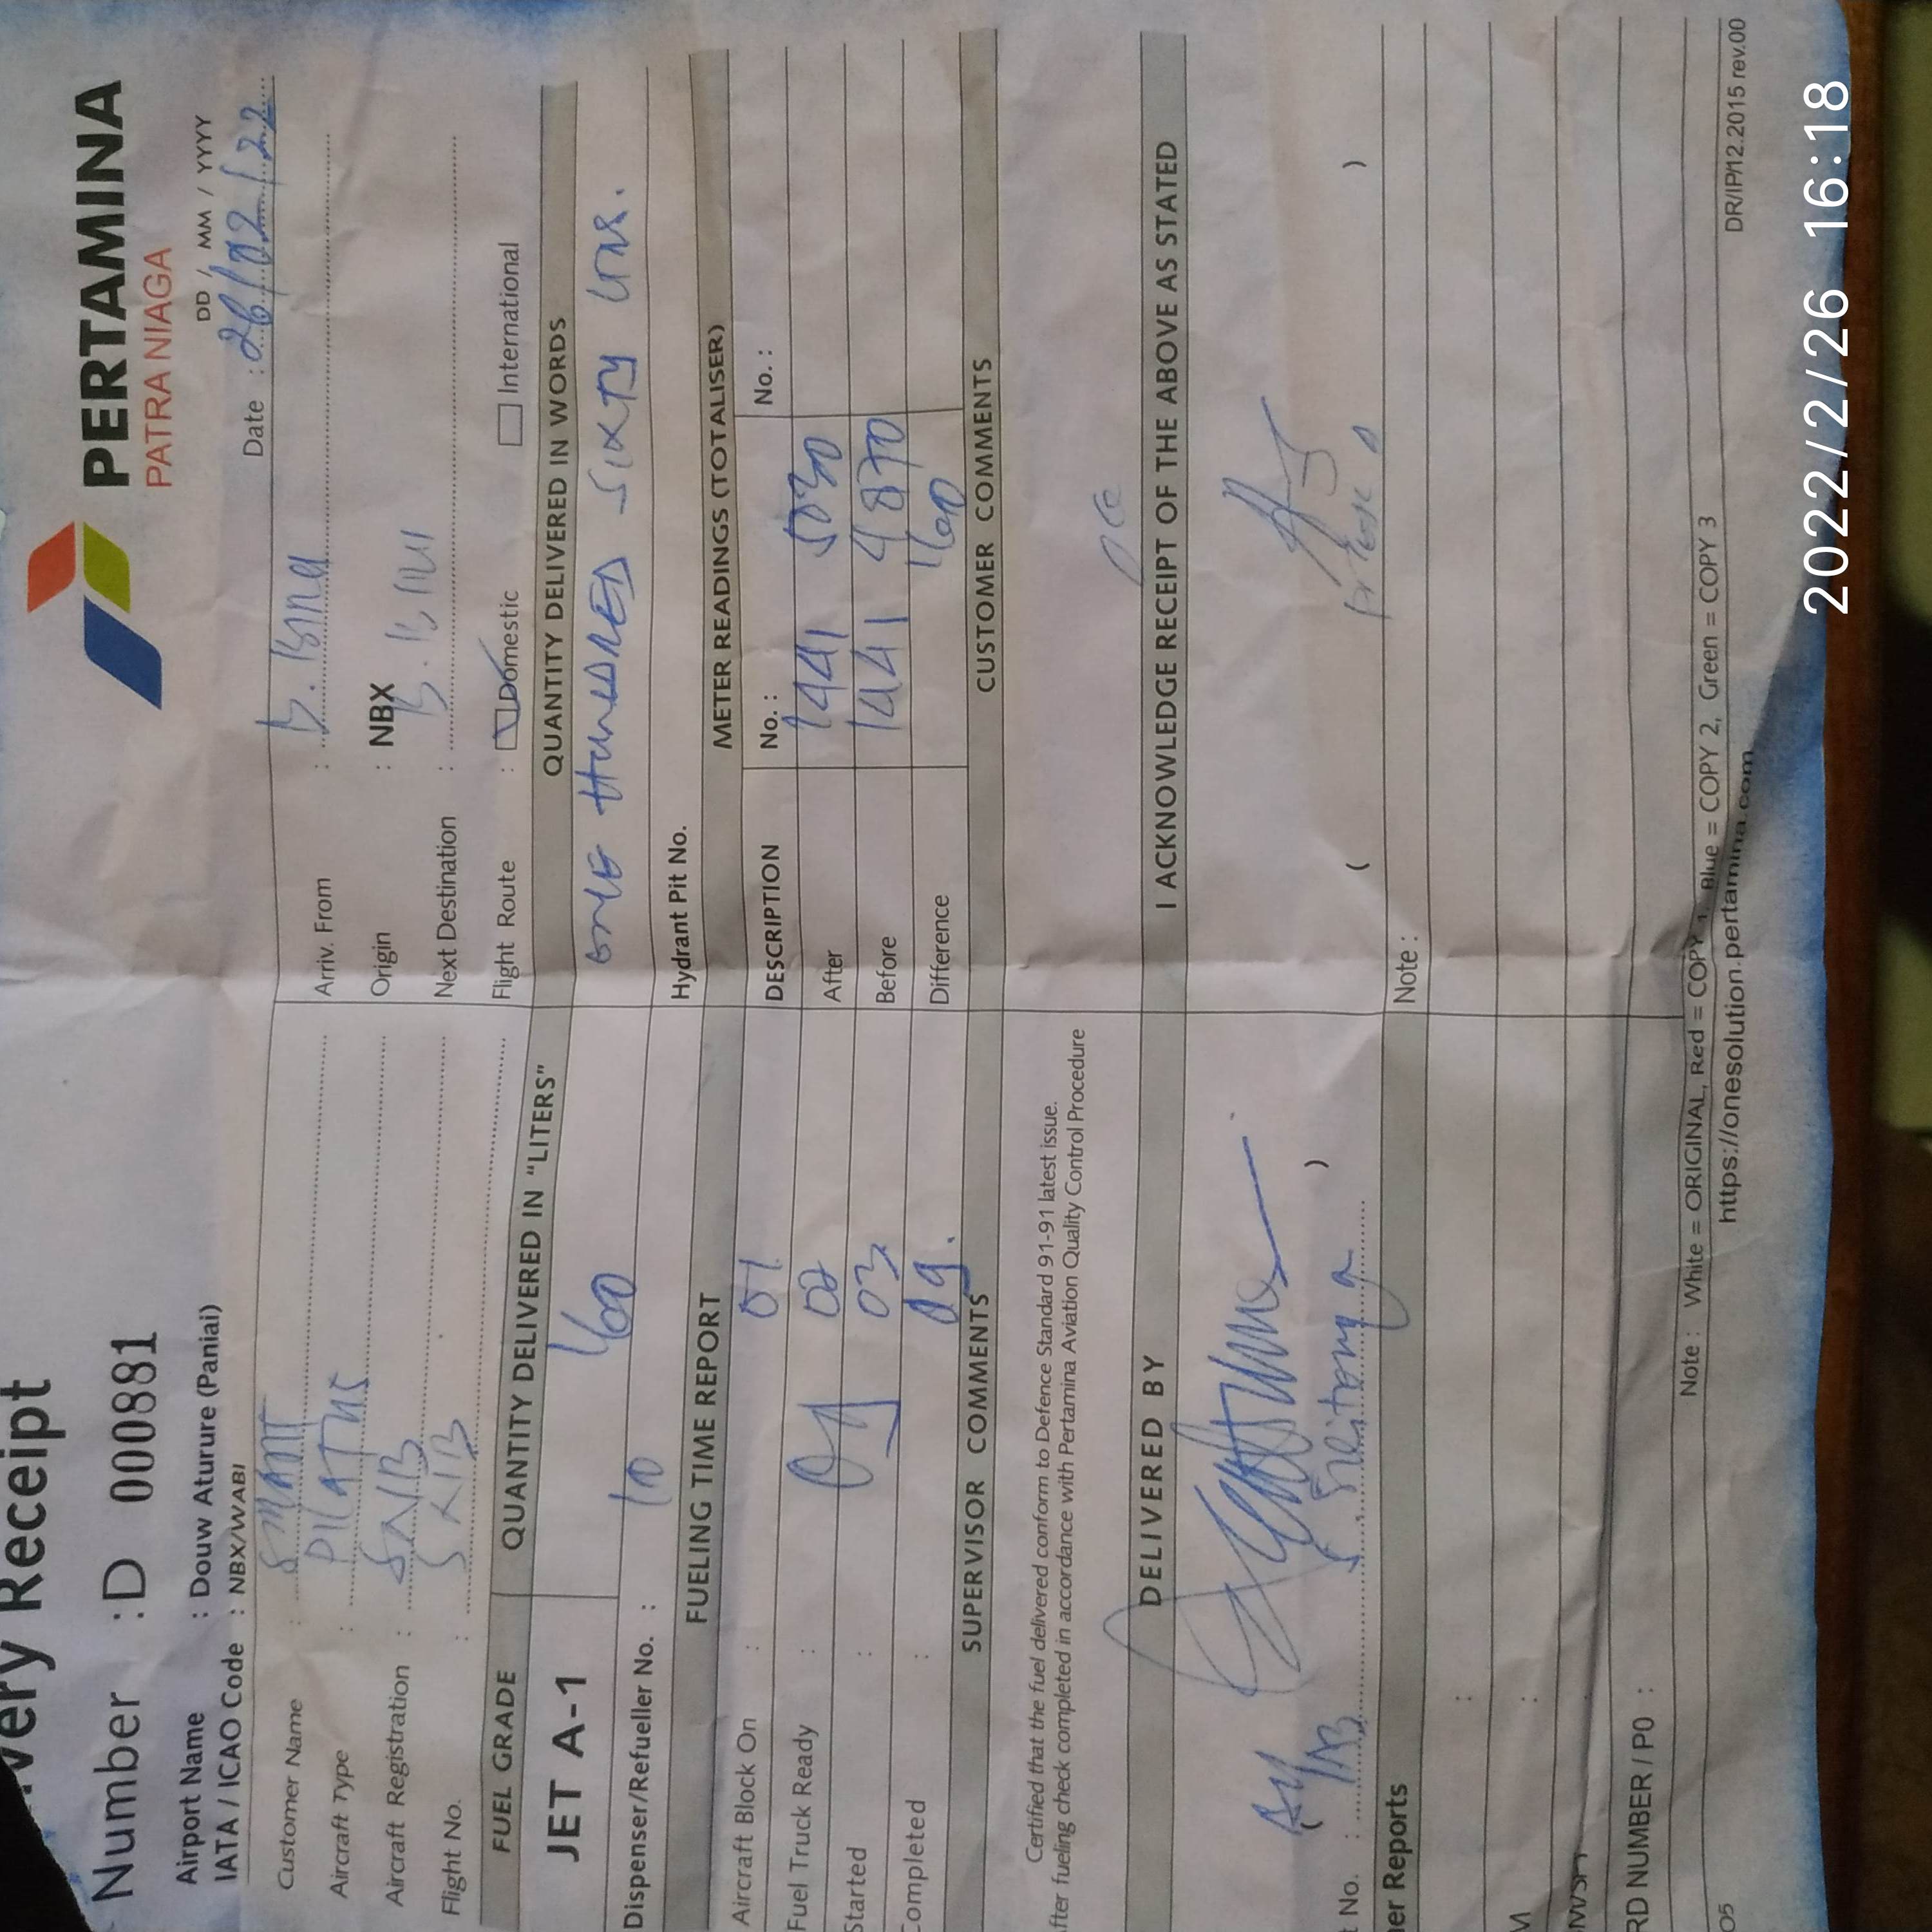 very Receipt
Number : D 000881
PERTAMINA
PATRA NIAGA
Airport Name : Douw Aturure (Paniai)
IATA / ICAO Code : NBX/WABI
DD / MM / YYYY
Date : 26/02/22
Customer Name : SMART
Aircraft Type : PILATUS
Aircraft Registration : SNB
Flight No. : SNB
Arriv. From :
Origin : NBX
Next Destination :
Flight Route : Domestic International
FUEL GRADE
JET A-1
QUANTITY DELIVERED IN "LITERS"
160
QUANTITY DELIVERED IN WORDS
ONE HUNDRED SIXTY LTR.
Dispenser/Refueller No. : 10
Hydrant Pit No.
FUELING TIME REPORT
Aircraft Block On : 01
Fuel Truck Ready : 02
Started : 03
Completed : 09.
METER READINGS (TOTALISER)
DESCRIPTION No. : No. :
After 1441 5030
Before 1441 4870
Difference 160
SUPERVISOR COMMENTS
CUSTOMER COMMENTS
Certified that the fuel delivered conform to Defence Standard 91-91 latest issue.
After fueling check completed in accordance with Pertamina Aviation Quality Control Procedure
DELIVERED BY
I ACKNOWLEDGE RECEIPT OF THE ABOVE AS STATED
( )
( )
t No. :
er Reports
Note :
RD NUMBER / P0 :
Note : White = ORIGINAL, Red = COPY 1, Blue = COPY 2, Green = COPY 3
https://onesolution.pertamina.com
05
DR/IP/12.2015 rev.00
2022/2/26 16:18